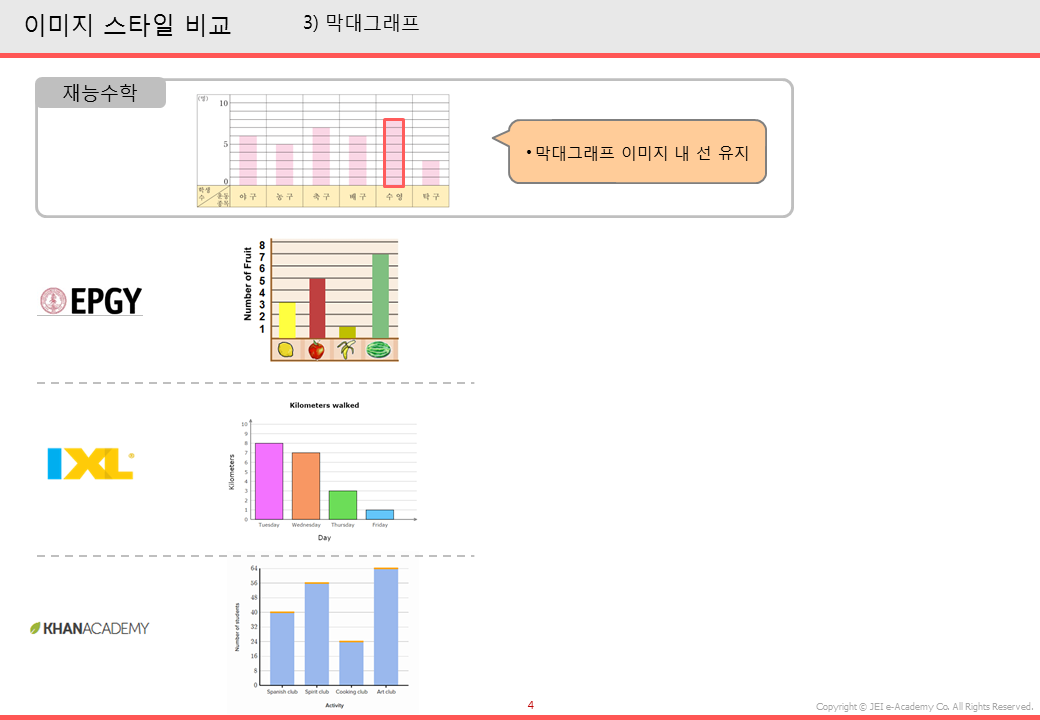 이미지 스타일 비교
3) 막대그래프
재능수학
(명)
10
5
0
학생수
운동종목
야구 농구 축구 배구 수영 탁구
• 막대그래프 이미지 내 선 유지
EPGY
Number of Fruit
8
7
6
5
4
3
2
1
IXL
Kilometers walked
Kilometers
10
9
8
7
6
5
4
3
2
1
0
Tuesday Wednesday Thursday Friday
Day
KHANACADEMY
Number of students
64
56
48
40
32
24
16
8
0
Spanish club Spirit club Cooking club Art club
Activity
4
Copyright © JEI e-Academy Co. All Rights Reserved.